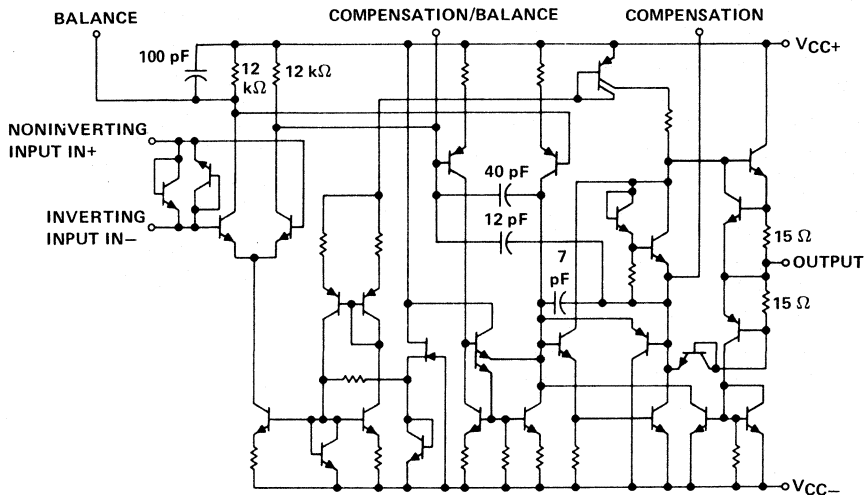 COMPENSATION/BALANCE
COMPENSATION
BALANCE
VCC+
100 pF
12 kΩ
12 kΩ
NONINVERTING
INPUT IN+
40 pF
12 pF
INVERTING
INPUT IN−
15 Ω
7
pF
OUTPUT
15 Ω
VCC−